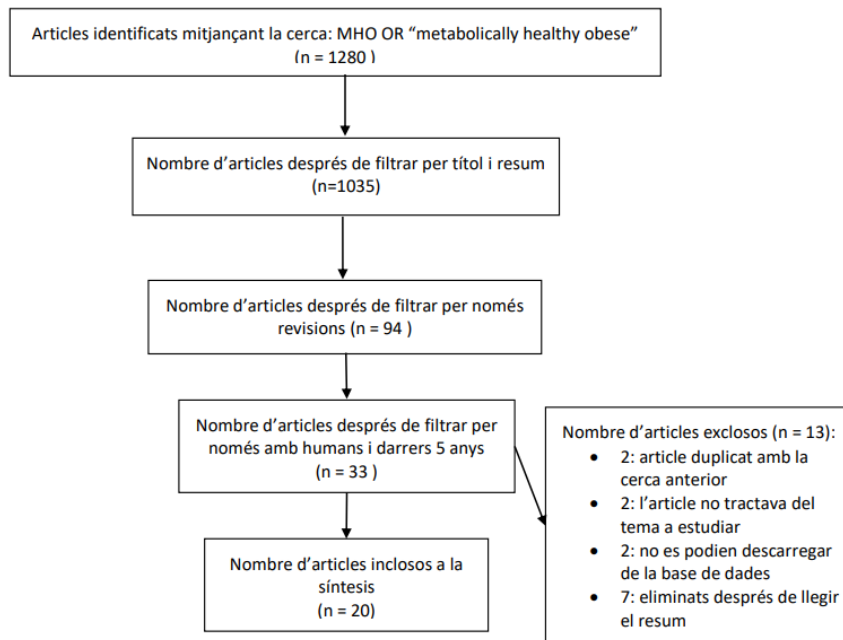 Articles identificats mitjançant la cerca: MHO OR “metabolically healthy obese”
(n = 1280 )
Nombre d’articles després de filtrar per títol i resum
(n=1035)
Nombre d’articles després de filtrar per només
revisions (n = 94 )
Nombre d’articles després de filtrar per
només amb humans i darrers 5 anys
(n = 33 )
Nombre d’articles inclosos a la
síntesis
(n = 20)
Nombre d’articles exclosos (n = 13):
• 2: article duplicat amb la
cerca anterior
• 2: l’article no tractava del
tema a estudiar
• 2: no es podien descarregar
de la base de dades
• 7: eliminats després de llegir
el resum